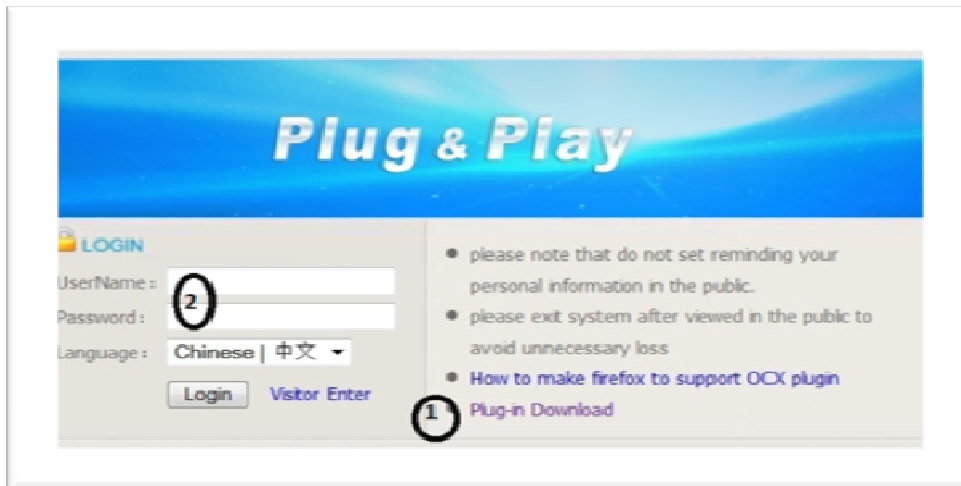 Plug & Play
LOGIN
UserName :
Password :
Language : Chinese | 中文
Login Visitor Enter
2
please note that do not set reminding your
personal information in the public.
please exit system after viewed in the public to
avoid unnecessary loss
How to make firefox to support OCX plugin
1 Plug-in Download